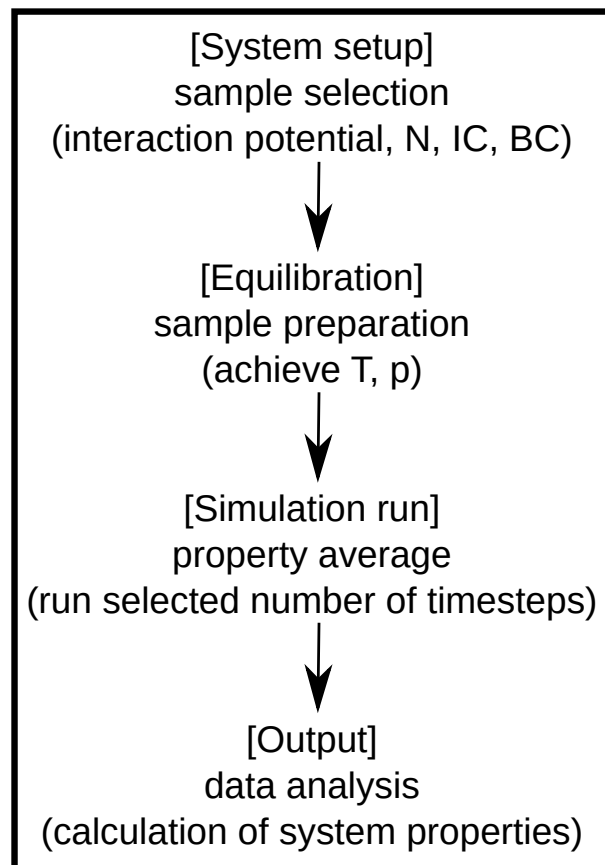 [System setup]
sample selection
(interaction potential, N, IC, BC)
[Equilibration]
sample preparation
(achieve T, p)
[Simulation run]
property average
(run selected number of timesteps)
[Output]
data analysis
(calculation of system properties)